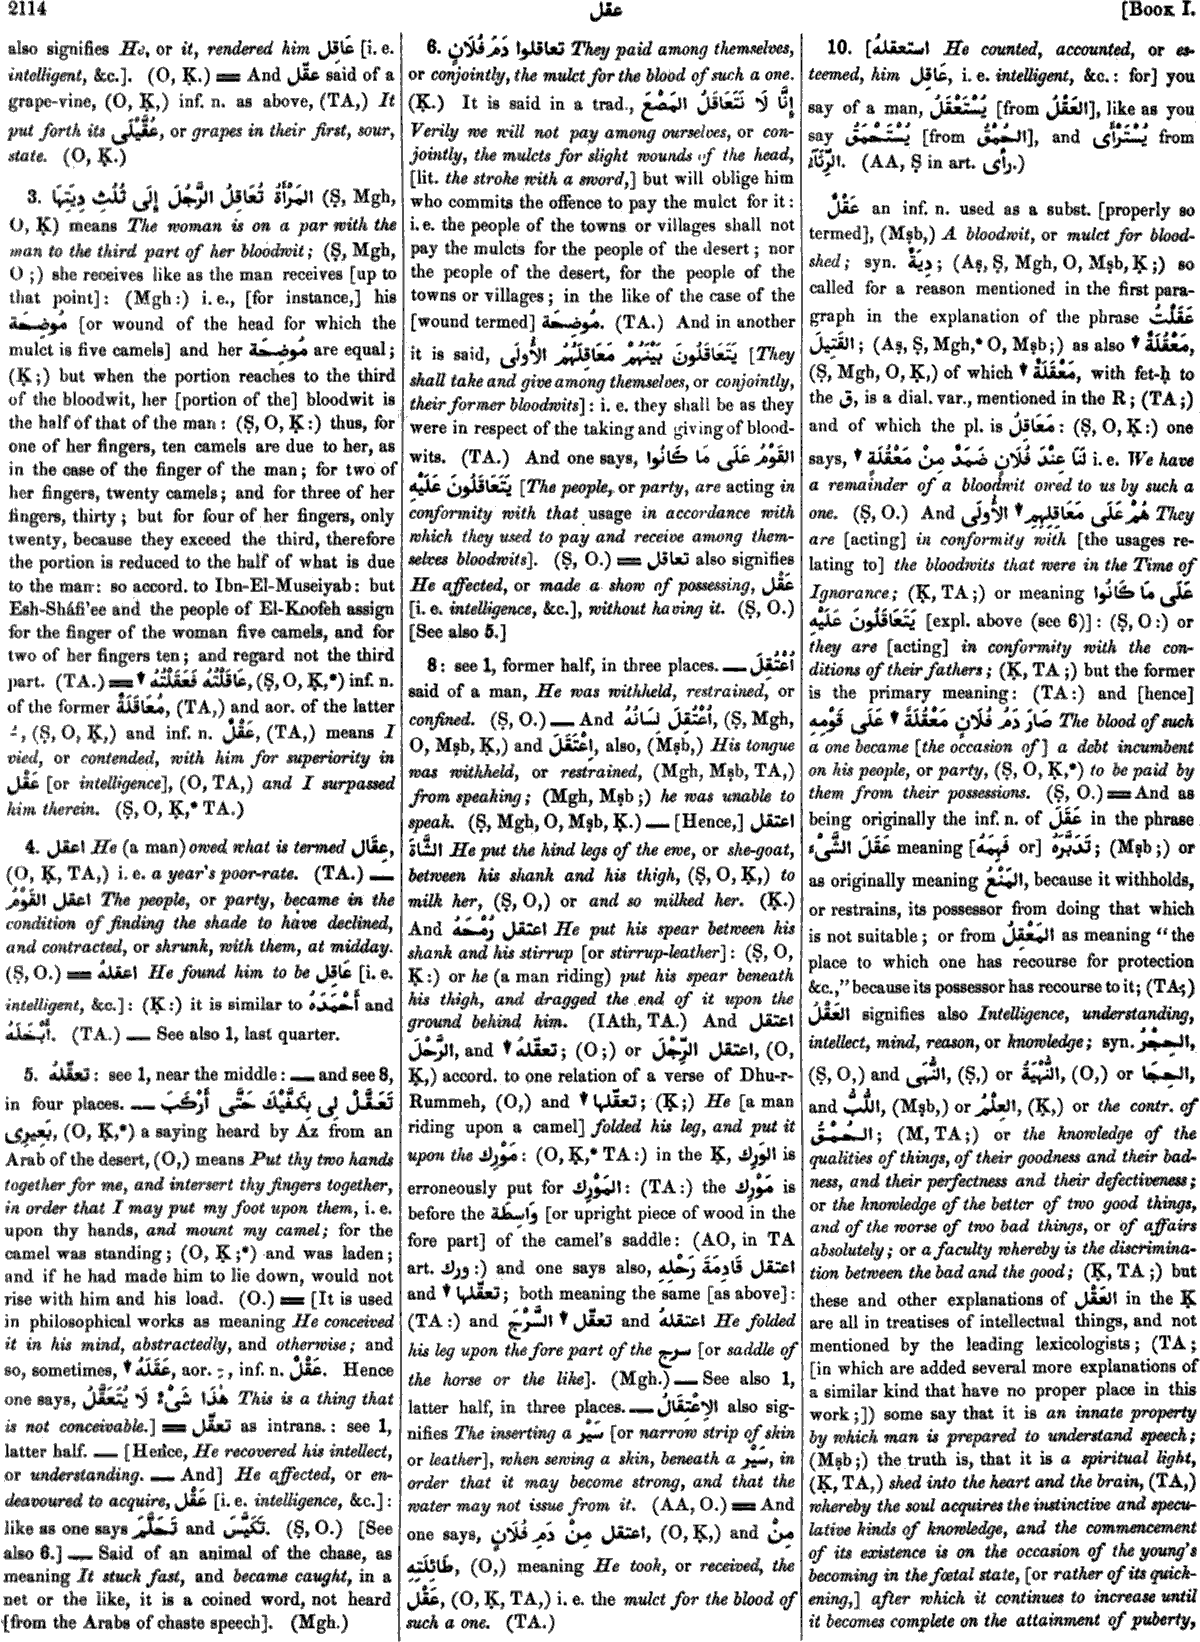 2114
عقل
[BOOK I.
also signifies He, or it, rendered him عَاقِل [i. e.
intelligent, &c.]. (O, Ḳ.) ‗‗ And عقّل said of a
grape-vine, (O, Ḳ,) inf. n. as above, (TA,) It
put forth its عُقَّيْلَى, or grapes in their first, sour,
state. (O, Ḳ.)
3. المَرْأَةُ تُعَاقِلُ الرَّجُلَ إِلَى ثُلُثِ دِيَتِهَا (Ṣ, Mgh,
O, Ḳ) means The woman is on a par with the
man to the third part of her bloodwit; (Ṣ, Mgh,
O ;) she receives like as the man receives [up to
that point]: (Mgh:) i. e., [for instance,] his
مُوضِحَة [or wound of the head for which the
mulct is five camels] and her مُوضِحَة are equal;
(Ḳ;) but when the portion reaches to the third
of the bloodwit, her [portion of the] bloodwit is
the half of that of the man: (Ṣ, O, Ḳ:) thus, for
one of her fingers, ten camels are due to her, as
in the case of the finger of the man; for two of
her fingers, twenty camels; and for three of her
fingers, thirty; but for four of her fingers, only
twenty, because they exceed the third, therefore
the portion is reduced to the half of what is due
to the man: so accord. to Ibn-El-Museiyab: but
Esh-Sháfi'ee and the people of El-Koofeh assign
for the finger of the woman five camels, and for
two of her fingers ten; and regard not the third
part. (TA.) ‗‗ عَاقَلْتُهُ فَعَقَلْتُهُ ▼, (Ṣ, O, Ḳ,*) inf. n.
of the former مُعَاقَلَةٌ, (TA,) and aor. of the latter
ـُ, (Ṣ, O, Ḳ,) and inf. n. عَقْلٌ, (TA,) means I
vied, or contended, with him for superiority in
عَقْل [or intelligence], (O, TA,) and I surpassed
him therein. (Ṣ, O, Ḳ,* TA.)
4. اعقل He (a man) owed what is termed عِقَال,
(O, Ḳ, TA,) i. e. a year's poor-rate. (TA.) —
اعقل القَوْمُ The people, or party, became in the
condition of finding the shade to have declined,
and contracted, or shrunk, with them, at midday.
(Ṣ, O.) ‗‗ اعقلهُ He found him to be عَاقِل [i. e.
intelligent, &c.]: (Ḳ:) it is similar to أَحْمَدَهُ and
أَبْخَلَهُ. (TA.) — See also 1, last quarter.
5. تعقّلهُ: see 1, near the middle: — and see 8,
in four places. — تَعَقَّلْ لِى بِكَفَّيْكَ حَتَّى أَرْكَبَ
بَعِيرِى, (O, Ḳ,*) a saying heard by Az from an
Arab of the desert, (O,) means Put thy two hands
together for me, and intersert thy fingers together,
in order that I may put my foot upon them, i. e.
upon thy hands, and mount my camel; for the
camel was standing; (O, Ḳ;*) and was laden;
and if he had made him to lie down, would not
rise with him and his load. (O.) ‗‗ [It is used
in philosophical works as meaning He conceived
it in his mind, abstractedly, and otherwise; and
so, sometimes, ▼ عَقَلَهُ, aor. ـِ, inf. n. عَقْلٌ. Hence
one says, هٰذَا شَىْءٌ لَا يُتَعَقَّلُ This is a thing that
is not conceivable.] ‗‗ تعقّل as intrans.: see 1,
latter half. — [Hence, He recovered his intellect,
or understanding. — And] He affected, or en-
deavoured to acquire, عَقْل [i. e. intelligence, &c.]:
like as one says تَحَلَّمَ and تَكَيَّسَ. (Ṣ, O.) [See
also 6.] — Said of an animal of the chase, as
meaning It stuck fast, and became caught, in a
net or the like, it is a coined word, not heard
[from the Arabs of chaste speech]. (Mgh.)
6. تعاقلوا دَمَ فُلَانٍ They paid among themselves,
or conjointly, the mulct for the blood of such a one.
(Ḳ.) It is said in a trad., إِنَّا لَا نَتَعَاقَلُ المَضْغَ
Verily we will not pay among ourselves, or con-
jointly, the mulcts for slight wounds of the head,
[lit. the stroke with a sword,] but will oblige him
who commits the offence to pay the mulct for it:
i. e. the people of the towns or villages shall not
pay the mulcts for the people of the desert; nor
the people of the desert, for the people of the
towns or villages; in the like of the case of the
[wound termed] مُوضِحَة. (TA.) And in another
it is said, يَتَعَاقَلُونَ بَيْنَهُمْ مَعَاقِلَهُمُ الأُولَى [They
shall take and give among themselves, or conjointly,
their former bloodwits]: i. e. they shall be as they
were in respect of the taking and giving of blood-
wits. (TA.) And one says, القَوْمُ عَلَى مَا كَانُوا
يَتَعَاقَلُونَ عَلَيْهِ [The people, or party, are acting in
conformity with that usage in accordance with
which they used to pay and receive among them-
selves bloodwits]. (Ṣ, O.) ‗‗ تعاقل also signifies
He affected, or made a show of possessing, عَقْل
[i. e. intelligence, &c.], without having it. (Ṣ, O.)
[See also 5.]
8: see 1, former half, in three places. — اُعْتُقِلَ
said of a man, He was withheld, restrained, or
confined. (Ṣ, O.) — And اُعْتُقِلَ لِسَانُهُ, (Ṣ, Mgh,
O, Mṣb, Ḳ,) and اِعْتَقَلَ, also, (Mṣb,) His tongue
was withheld, or restrained, (Mgh, Mṣb, TA,)
from speaking; (Mgh, Mṣb;) he was unable to
speak. (Ṣ, Mgh, O, Mṣb, Ḳ.) — [Hence,] اعتقل
الشَّاةَ He put the hind legs of the ewe, or she-goat,
between his shank and his thigh, (Ṣ, O, Ḳ,) to
milk her, (Ṣ, O,) or and so milked her. (Ḳ.)
And اعتقل رُمْحَهُ He put his spear between his
shank and his stirrup [or stirrup-leather]: (Ṣ, O,
Ḳ:) or he (a man riding) put his spear beneath
his thigh, and dragged the end of it upon the
ground behind him. (IAth, TA.) And اعتقل
الرَّحْلَ, and ▼ تعقّلهُ; (O;) or اعتقل الرِّجْلَ, (O,
Ḳ,) accord. to one relation of a verse of Dhu-r-
Rummeh, (O,) and ▼ تعقّلها; (Ḳ;) He [a man
riding upon a camel] folded his leg, and put it
upon the مَوْرِك: (O, Ḳ,* TA:) in the Ḳ, الوَرِك is
erroneously put for المَوْرِك: (TA:) the مَوْرِك is
before the وَاسِطَة [or upright piece of wood in the
fore part] of the camel's saddle: (AO, in TA
art. ورك:) and one says also, اعتقل قَادِمَةَ رَحْلِهِ
and ▼ تعقّلها; both meaning the same [as above]:
(TA:) and تعقّل ▼ السَّرْجَ and اعتقلهُ He folded
his leg upon the fore part of the سرج [or saddle of
the horse or the like]. (Mgh.) — See also 1,
latter half, in three places. — الاِعْتِقَالُ also sig-
nifies The inserting a سَيْر [or narrow strip of skin
or leather], when sewing a skin, beneath a سَيْر, in
order that it may become strong, and that the
water may not issue from it. (AA, O.) ‗‗ And
one says, اعتقل مِنْ دَمِ فُلَانٍ, (O, Ḳ,) and مِنْ
طَائِلَتِهِ, (O,) meaning He took, or received, the
عَقْل, (O, Ḳ, TA,) i. e. the mulct for the blood of
such a one. (TA.)
10. [استعقلهُ He counted, accounted, or es-
teemed, him عَاقِل, i. e. intelligent, &c.: for] you
say of a man, يُسْتَعْقَلُ [from العَقْلُ], like as you
say يُسْتَحْمَقُ [from الحُمْقُ], and يُسْتَرْأَى from
الرِّئَآءُ. (AA, Ṣ in art. رأى.)
عَقْلٌ an inf. n. used as a subst. [properly so
termed], (Mṣb,) A bloodwit, or mulct for blood-
shed; syn. دِيَةٌ; (Aṣ, Ṣ, Mgh, O, Mṣb, Ḳ;) so
called for a reason mentioned in the first para-
graph in the explanation of the phrase عَقَلْتُ
القَتِيلَ; (Aṣ, Ṣ, Mgh,* O, Mṣb;) as also ▼ مَعْقُلَةٌ,
(Ṣ, Mgh, O, Ḳ,) of which ▼ مَعْقَلَةٌ, with fet-ḥ to
the ق, is a dial. var., mentioned in the R; (TA;)
and of which the pl. is مَعَاقِلُ: (Ṣ, O, Ḳ:) one
says, ▼ لَنَا عِنْدَ فُلَانٍ ضَمَدٌ مِنْ مَعْقُلَةٍ i. e. We have
a remainder of a bloodwit owed to us by such a
one. (Ṣ, O.) And هُمْ عَلَى مَعَاقِلِهِمِ ▼ الأُولَى They
are [acting] in conformity with [the usages re-
lating to] the bloodwits that were in the Time of
Ignorance; (Ḳ, TA;) or meaning عَلَى مَا كَانُوا
يَتَعَاقَلُونَ عَلَيْهِ [expl. above (see 6)]: (Ṣ, O:) or
they are [acting] in conformity with the con-
ditions of their fathers; (Ḳ, TA;) but the former
is the primary meaning: (TA:) and [hence]
صَارَ دَمُ فُلَانٍ مَعْقُلَةً ▼ عَلَى قَوْمِهِ The blood of such
a one became [the occasion of] a debt incumbent
on his people, or party, (Ṣ, O, Ḳ,*) to be paid by
them from their possessions. (Ṣ, O.) ‗‗ And as
being originally the inf. n. of عَقَلَ in the phrase
عَقَلَ الشَّىْءَ meaning [فَهِمَهُ or] تَدَبَّرَهُ; (Mṣb;) or
as originally meaning المَنْعُ, because it withholds,
or restrains, its possessor from doing that which
is not suitable; or from المَعْقِلُ as meaning "the
place to which one has recourse for protection
&c.," because its possessor has recourse to it; (TA;)
العَقْلُ signifies also Intelligence, understanding,
intellect, mind, reason, or knowledge; syn. الحِجْرُ,
(Ṣ, O,) and النُّهَى, (Ṣ,) or النُّهْيَةُ, (O,) or الحِجَا,
and اللُّبُّ, (Mṣb,) or العِلْمُ, (Ḳ,) or the contr. of
الحُمْقُ; (M, TA;) or the knowledge of the
qualities of things, of their goodness and their bad-
ness, and their perfectness and their defectiveness;
or the knowledge of the better of two good things,
and of the worse of two bad things, or of affairs
absolutely; or a faculty whereby is the discrimina-
tion between the bad and the good; (Ḳ, TA;) but
these and other explanations of العَقْلُ in the Ḳ
are all in treatises of intellectual things, and not
mentioned by the leading lexicologists; (TA;
[in which are added several more explanations of
a similar kind that have no proper place in this
work;]) some say that it is an innate property
by which man is prepared to understand speech;
(Mṣb;) the truth is, that it is a spiritual light,
(Ḳ, TA,) shed into the heart and the brain, (TA,)
whereby the soul acquires the instinctive and specu-
lative kinds of knowledge, and the commencement
of its existence is on the occasion of the young's
becoming in the fœtal state, [or rather of its quick-
ening,] after which it continues to increase until
it becomes complete on the attainment of puberty,